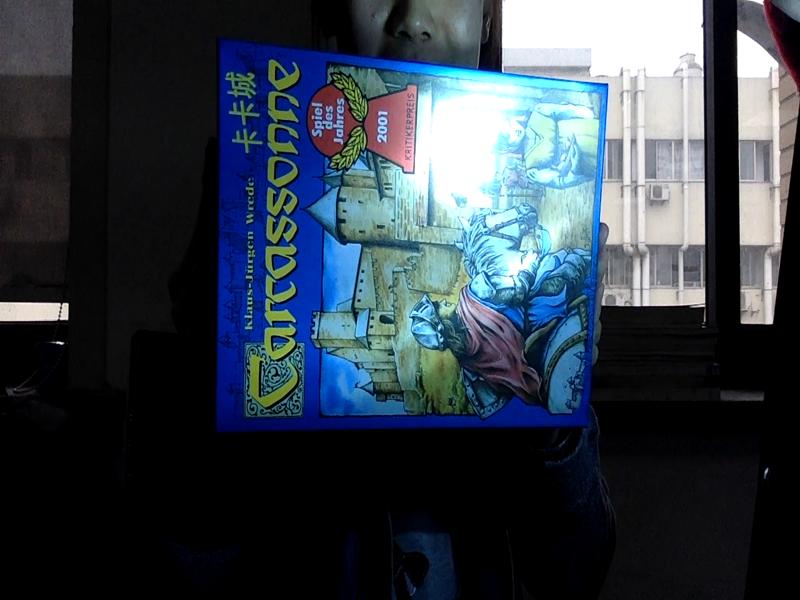 卡卡城
Klaus-Jürgen Wrede
Carcassonne
Spiel
des
Jahres
2001
KRITIKERPREIS